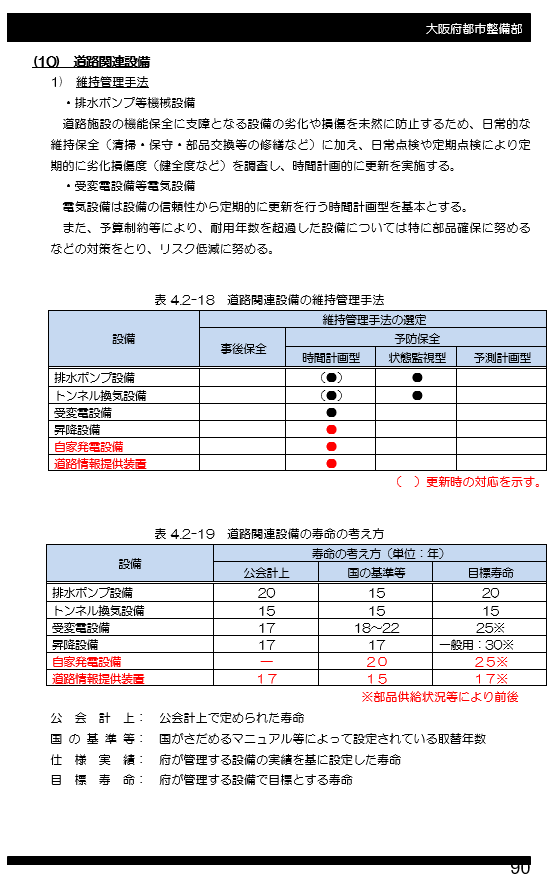 大阪府都市整備部
(10) 道路関連設備
1) 維持管理手法
・排水ポンプ等機械設備
道路施設の機能保全に支障となる設備の劣化や損傷を未然に防止するため、日常的な
維持保全(清掃・保守・部品交換等の修繕など)に加え、日常点検や定期点検により定
期的に劣化損傷度(健全度など)を調査し、時間計画的に更新を実施する。
・受変電設備等電気設備
電気設備は設備の信頼性から定期的に更新を行う時間計画型を基本とする。
また、予算制約等により、耐用年数を超過した設備については特に部品確保に努める
などの対策をとり、リスク低減に努める。
表 4.2-18 道路関連設備の維持管理手法
設備 維持管理手法の選定
事後保全 予防保全
時間計画型 状態監視型 予測計画型
排水ポンプ設備 (●) ●
トンネル換気設備 (●) ●
受変電設備 ●
昇降設備 ●
自家発電設備 ●
道路情報提供装置 ●
( )更新時の対応を示す。
表 4.2-19 道路関連設備の寿命の考え方
設備 寿命の考え方(単位:年)
公会計上 国の基準等 目標寿命
排水ポンプ設備 20 15 20
トンネル換気設備 15 15 15
受変電設備 17 18~22 25※
昇降設備 17 17 一般用:30※
自家発電設備 ― 20 25※
道路情報提供装置 17 15 17※
※部品供給状況等により前後
公会計上: 公会計上で定められた寿命
国の基準等: 国がさだめるマニュアル等によって設定されている取替年数
仕様実績: 府が管理する設備の実績を基に設定した寿命
目標寿命: 府が管理する設備で目標とする寿命
90